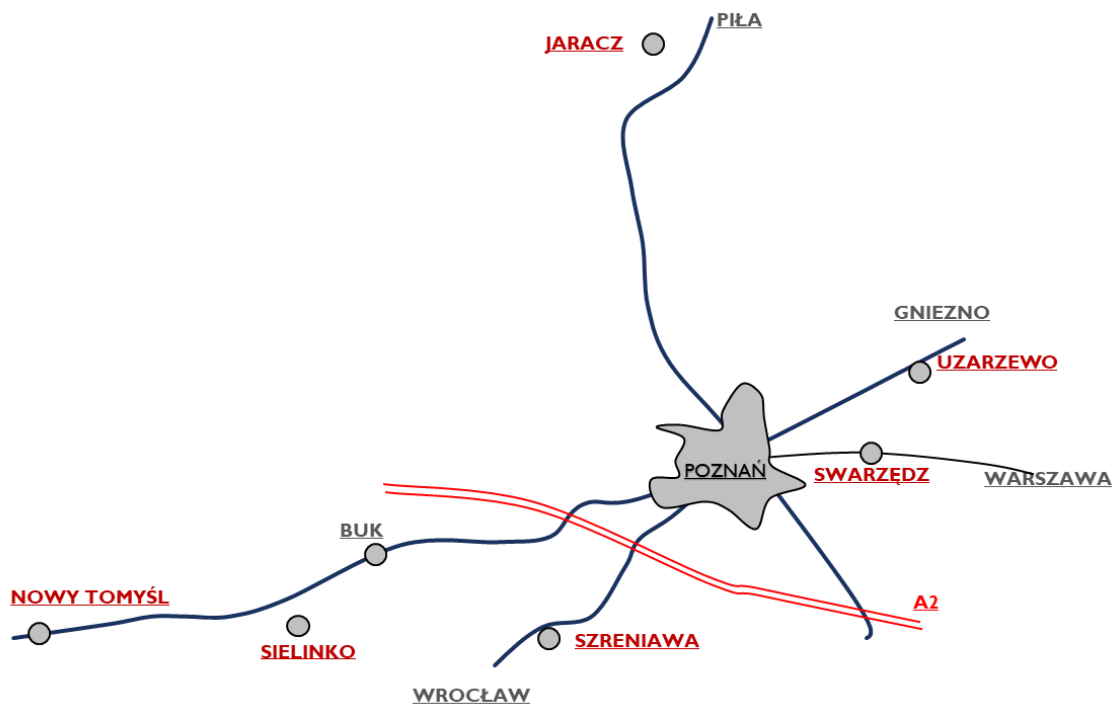 PIŁA
JARACZ
GNIEZNO
UZARZEWO
POZNAŃ
SWARZĘDZ
WARSZAWA
BUK
NOWY TOMYŚL
A2
SIELINKO
SZRENIAWA
WROCŁAW